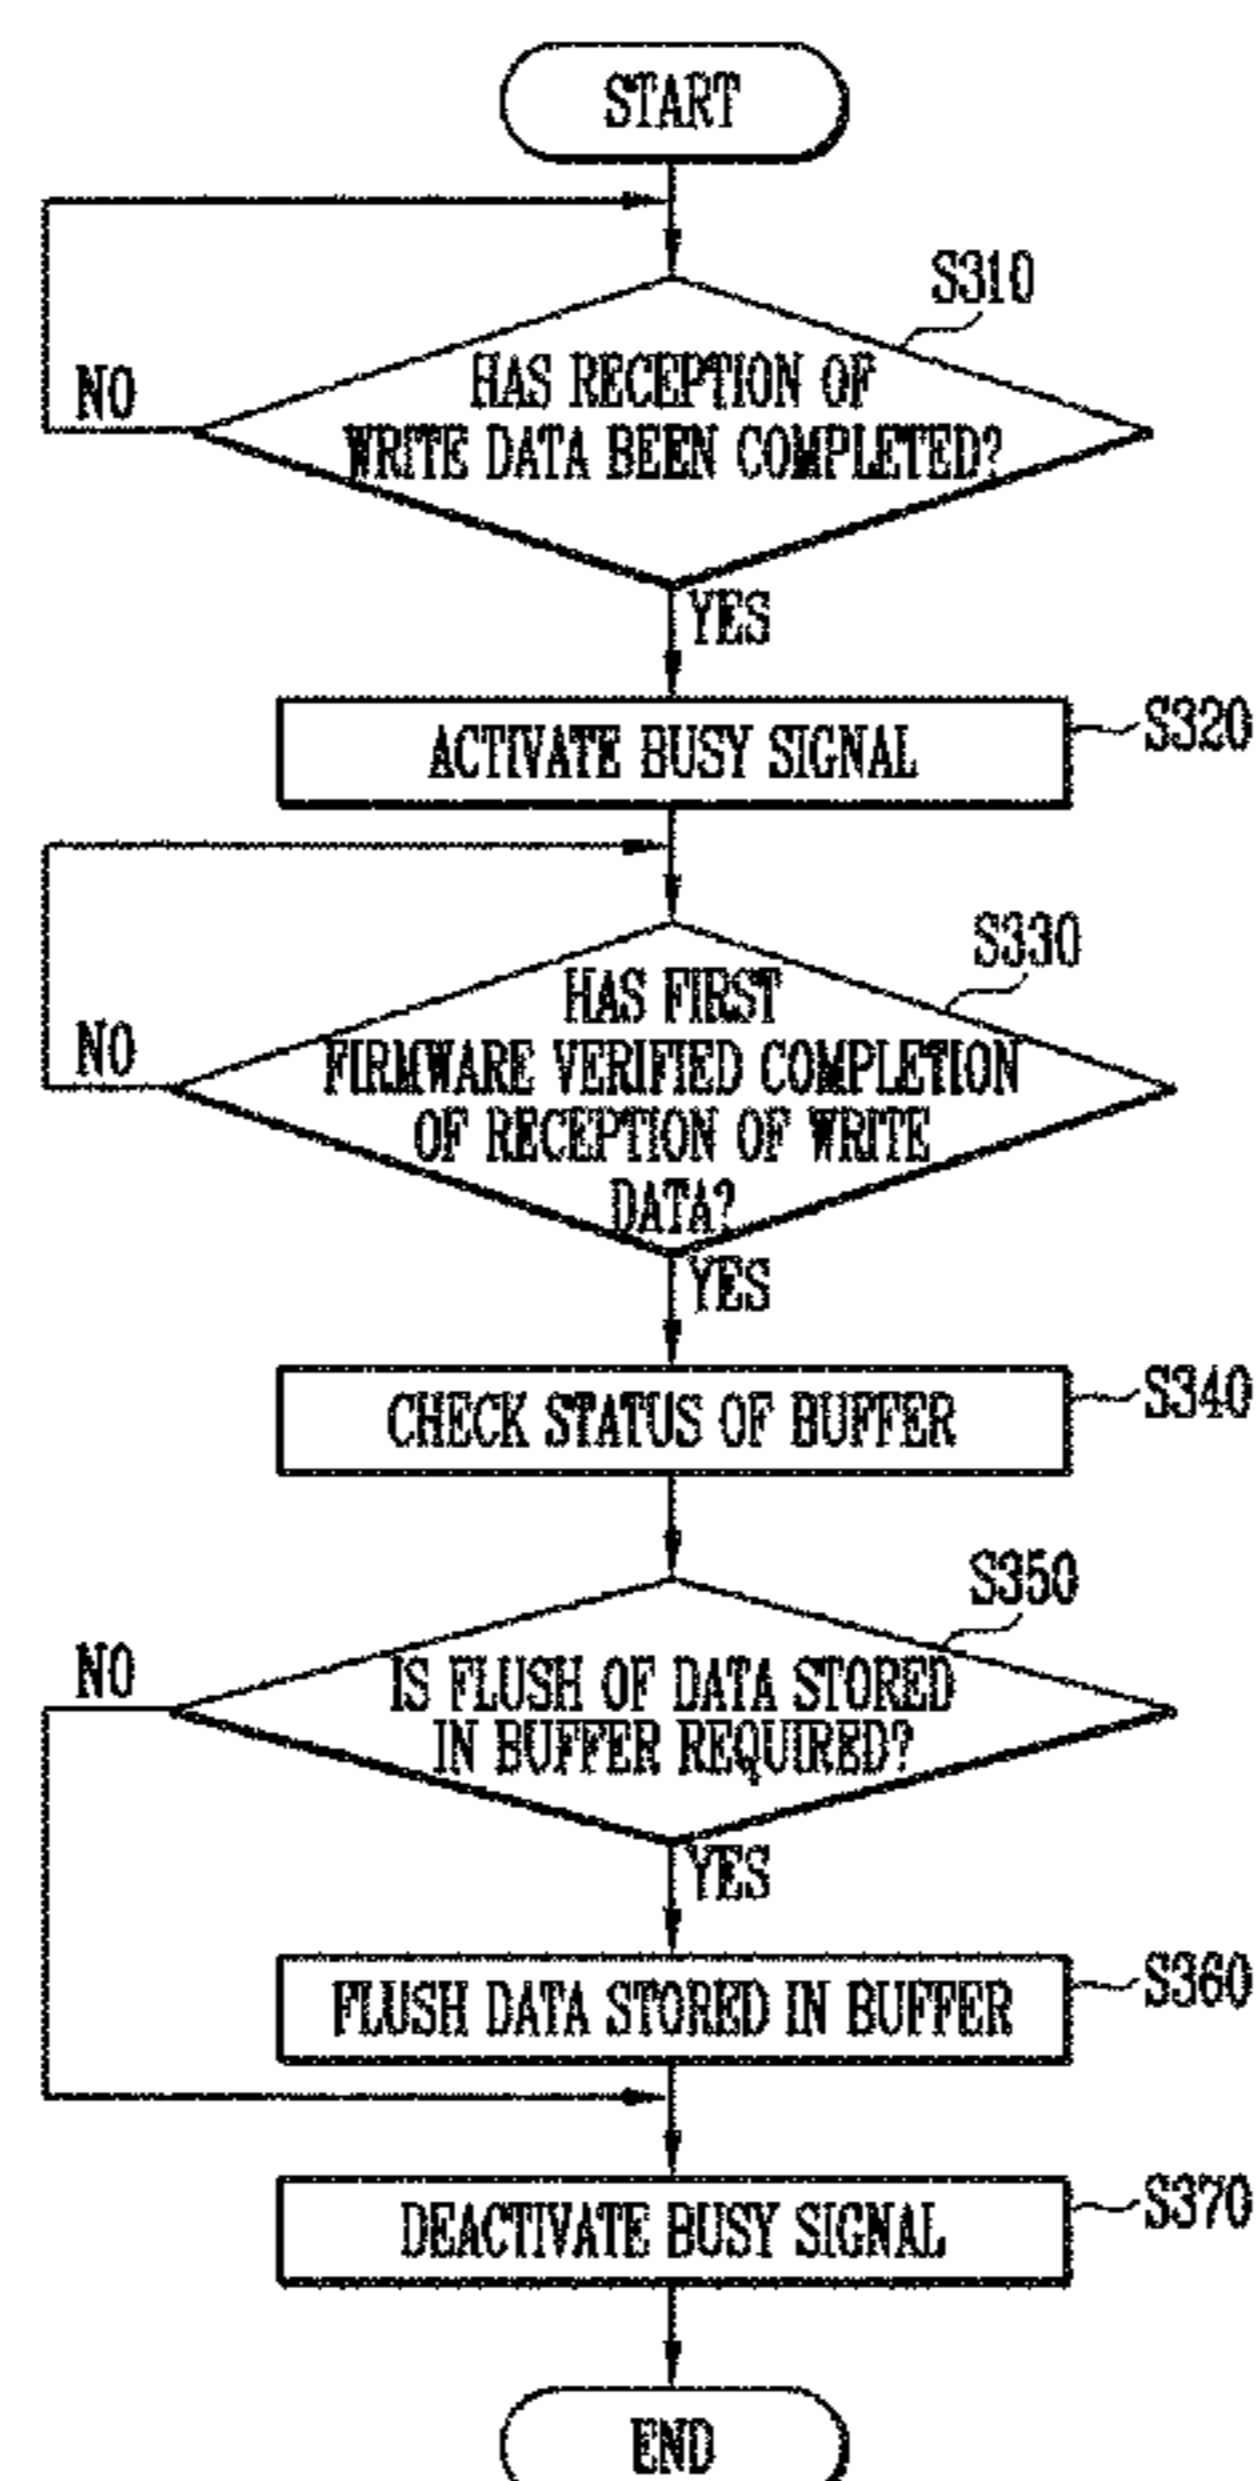 START
S310
NO
HAS RECEPTION OF
WRITE DATA BEEN COMPLETED?
YES
ACTIVATE BUSY SIGNAL
S320
S330
NO
HAS FIRST
FIRMWARE VERIFIED COMPLETION
OF RECEPTION OF WRITE
DATA?
YES
CHECK STATUS OF BUFFER
S340
S350
NO
IS FLUSH OF DATA STORED
IN BUFFER REQUIRED?
YES
FLUSH DATA STORED IN BUFFER
S360
DEACTIVATE BUSY SIGNAL
S370
END